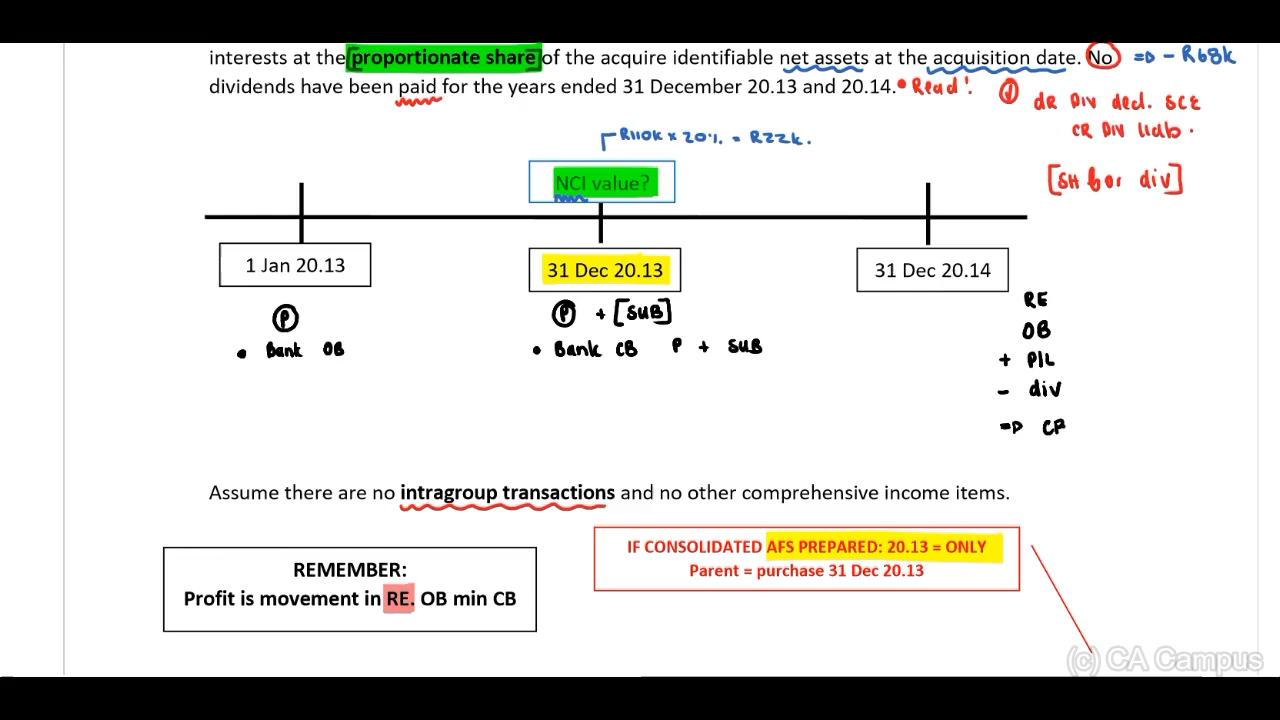 interests at the [proportionate share] of the acquire identifiable net assets at the acquisition date. No => - R68k
dividends have been paid for the years ended 31 December 20.13 and 20.14. • Read!
① dR Div decl. SCE
CR Div liab.
[SH for div]
R110k x 20% = R22k.
NCI value?
1 Jan 20.13
31 Dec 20.13
31 Dec 20.14
Ⓟ
• Bank OB
Ⓟ + [SUB]
• Bank CB P + SUB
RE
OB
+ P/L
- div
=> CB
Assume there are no intragroup transactions and no other comprehensive income items.
IF CONSOLIDATED AFS PREPARED: 20.13 = ONLY
Parent = purchase 31 Dec 20.13
REMEMBER:
Profit is movement in RE. OB min CB
(c) CA Campus